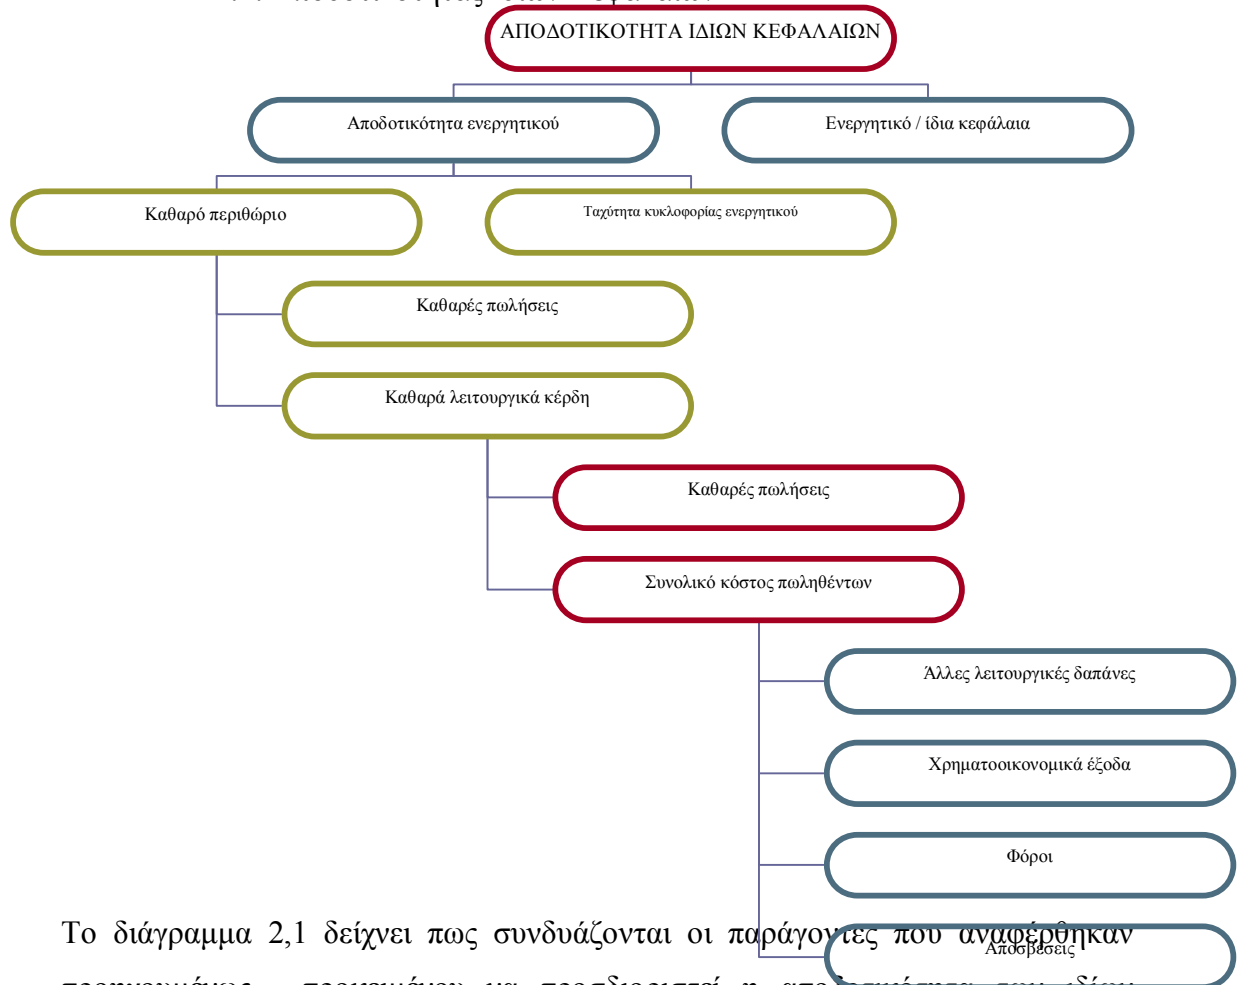 ΑΠΟΔΟΤΙΚΟΤΗΤΑ ΙΔΙΩΝ ΚΕΦΑΛΑΙΩΝ
Αποδοτικότητα ενεργητικού
Ενεργητικό / ίδια κεφάλαια
Καθαρό περιθώριο
Ταχύτητα κυκλοφορίας ενεργητικού
Καθαρές πωλήσεις
Καθαρά λειτουργικά κέρδη
Καθαρές πωλήσεις
Συνολικό κόστος πωληθέντων
Άλλες λειτουργικές δαπάνες
Χρηματοοικονομικά έξοδα
Φόροι
Αποσβέσεις
Το διάγραμμα 2,1 δείχνει πως συνδυάζονται οι παράγοντες που αναφέρθηκαν